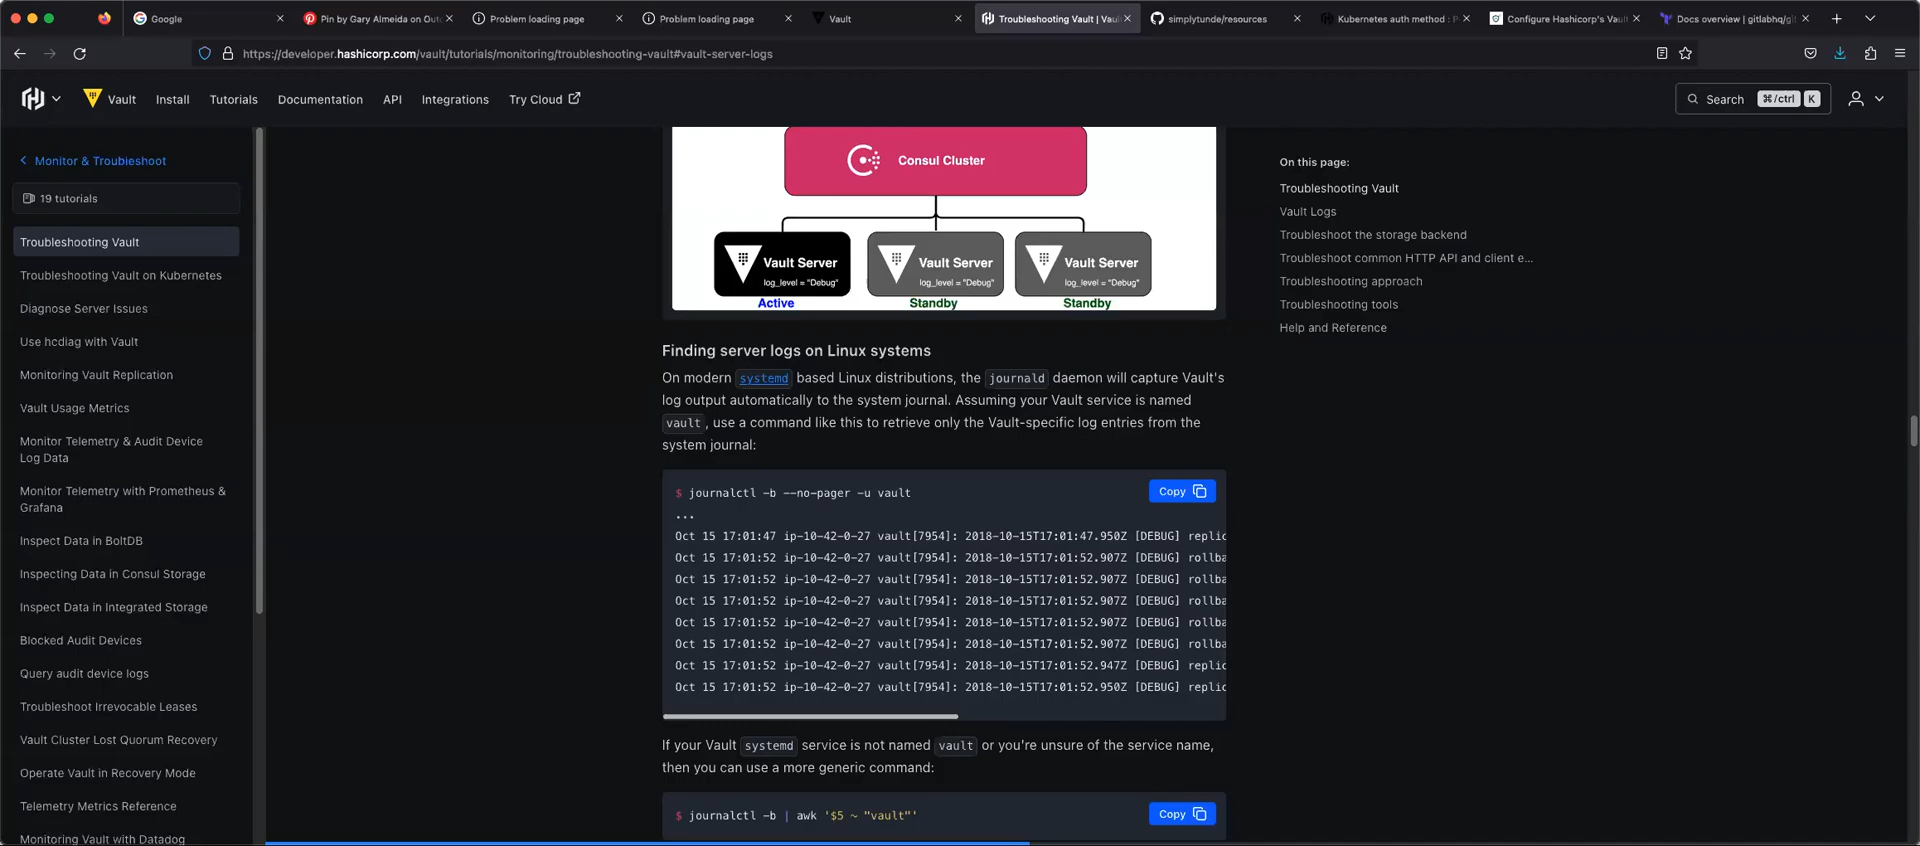 Google
Pin by Gary Almeida on Out
Problem loading page
Problem loading page
Vault
Troubleshooting Vault | Vau
simplytunde/resources
Kubernetes auth method : P
Configure Hashicorp's Vaul
Docs overview | gitlabhq/gi
https://developer.hashicorp.com/vault/tutorials/monitoring/troubleshooting-vault#vault-server-logs
Vault
Install
Tutorials
Documentation
API
Integrations
Try Cloud
Search
⌘/ctrl
K
Monitor & Troubleshoot
19 tutorials
Troubleshooting Vault
Troubleshooting Vault on Kubernetes
Diagnose Server Issues
Use hcdiag with Vault
Monitoring Vault Replication
Vault Usage Metrics
Monitor Telemetry & Audit Device
Log Data
Monitor Telemetry with Prometheus &
Grafana
Inspect Data in BoltDB
Inspecting Data in Consul Storage
Inspect Data in Integrated Storage
Blocked Audit Devices
Query audit device logs
Troubleshoot Irrevocable Leases
Vault Cluster Lost Quorum Recovery
Operate Vault in Recovery Mode
Telemetry Metrics Reference
Monitoring Vault with Datadog
Consul Cluster
Vault Server
log_level = "Debug"
Active
Vault Server
log_level = "Debug"
Standby
Vault Server
log_level = "Debug"
Standby
Finding server logs on Linux systems
On modern systemd based Linux distributions, the journald daemon will capture Vault's
log output automatically to the system journal. Assuming your Vault service is named
vault, use a command like this to retrieve only the Vault-specific log entries from the
system journal:
$ journalctl -b --no-pager -u vault
Copy
...
Oct 15 17:01:47 ip-10-42-0-27 vault[7954]: 2018-10-15T17:01:47.950Z [DEBUG] replic
Oct 15 17:01:52 ip-10-42-0-27 vault[7954]: 2018-10-15T17:01:52.907Z [DEBUG] rollba
Oct 15 17:01:52 ip-10-42-0-27 vault[7954]: 2018-10-15T17:01:52.907Z [DEBUG] rollba
Oct 15 17:01:52 ip-10-42-0-27 vault[7954]: 2018-10-15T17:01:52.907Z [DEBUG] rollba
Oct 15 17:01:52 ip-10-42-0-27 vault[7954]: 2018-10-15T17:01:52.907Z [DEBUG] rollba
Oct 15 17:01:52 ip-10-42-0-27 vault[7954]: 2018-10-15T17:01:52.907Z [DEBUG] rollba
Oct 15 17:01:52 ip-10-42-0-27 vault[7954]: 2018-10-15T17:01:52.947Z [DEBUG] replic
Oct 15 17:01:52 ip-10-42-0-27 vault[7954]: 2018-10-15T17:01:52.950Z [DEBUG] replic
If your Vault systemd service is not named vault or you're unsure of the service name,
then you can use a more generic command:
$ journalctl -b | awk '$5 ~ "vault"'
Copy
On this page:
Troubleshooting Vault
Vault Logs
Troubleshoot the storage backend
Troubleshoot common HTTP API and client e...
Troubleshooting approach
Troubleshooting tools
Help and Reference